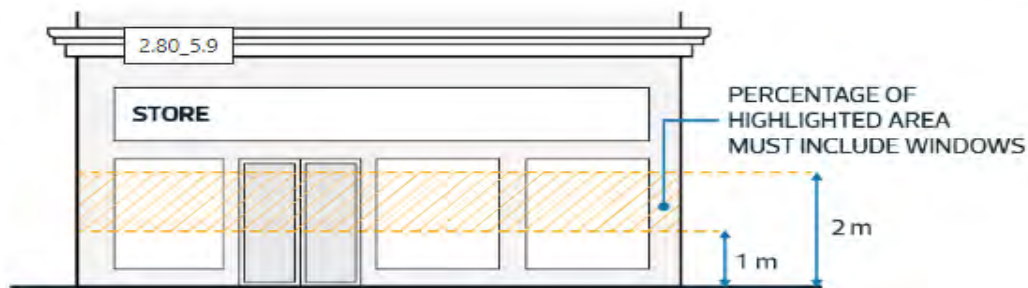 2.80_5.9
STORE
PERCENTAGE OF
HIGHLIGHTED AREA
MUST INCLUDE WINDOWS
2 m
1 m